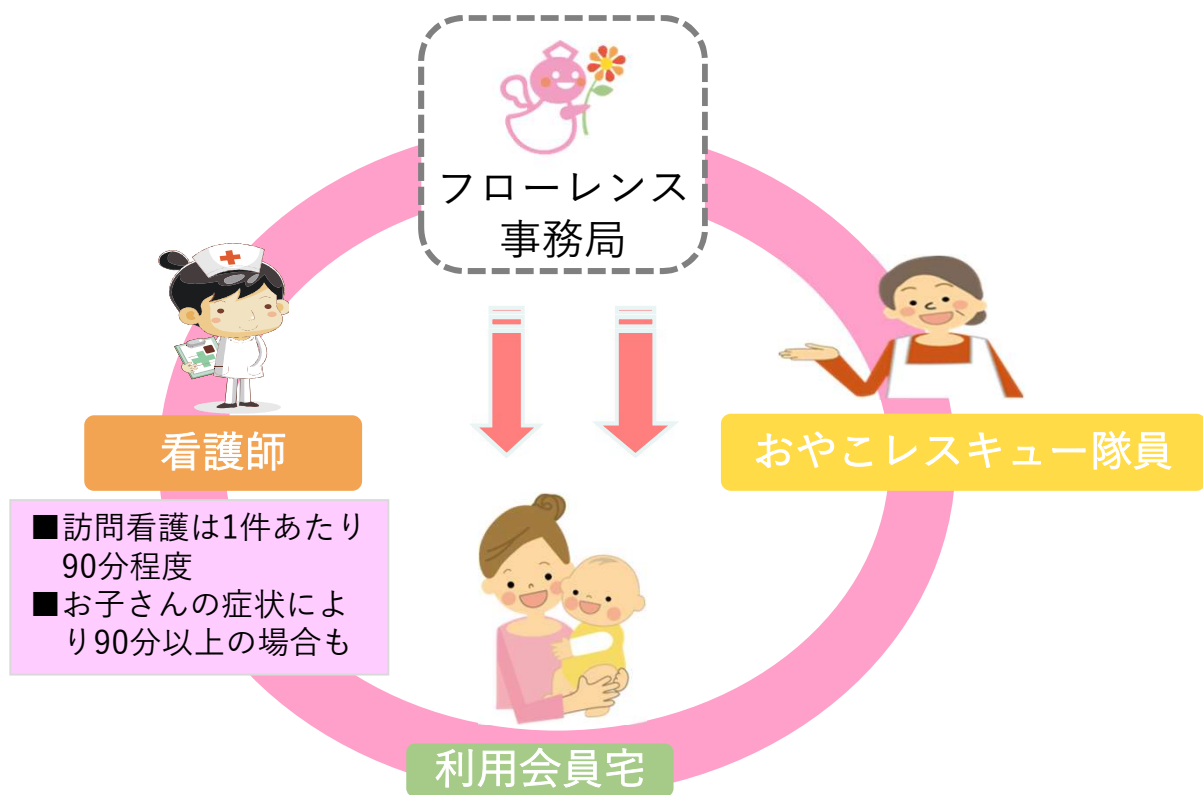 フローレンス
事務局
看護師
おやこレスキュー隊員
■訪問看護は1件あたり
90分程度
■お子さんの症状によ
り90分以上の場合も
利用会員宅